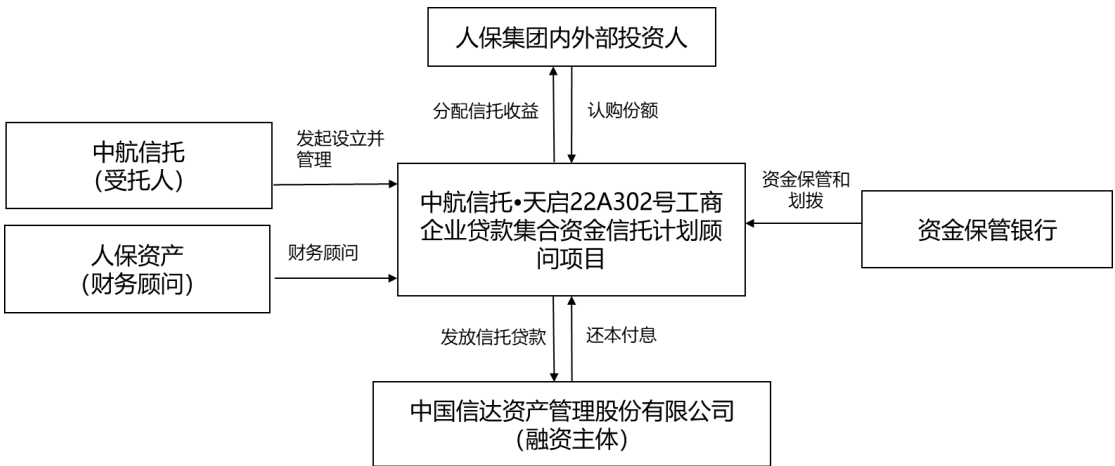 人保集团内外部投资人
分配信托收益
认购份额
中航信托
（受托人）
发起设立并
管理
中航信托•天启22A302号工商
企业贷款集合资金信托计划顾
问项目
资金保管和
划拨
资金保管银行
人保资产
（财务顾问）
财务顾问
发放信托贷款
还本付息
中国信达资产管理股份有限公司
（融资主体）